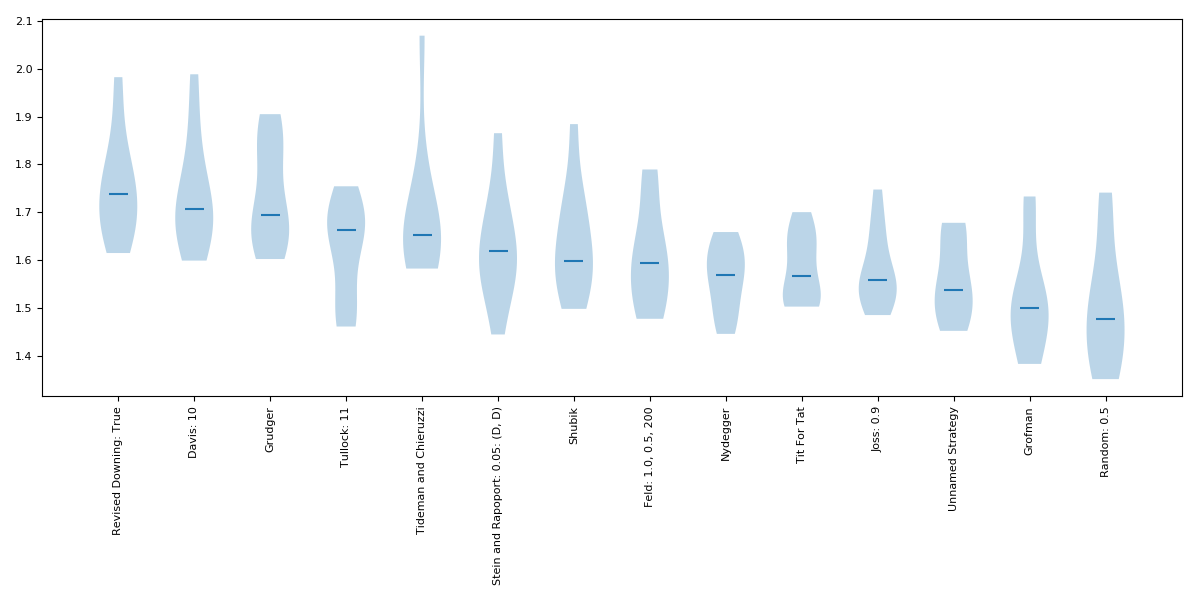 2.1
2.0
1.9
1.8
1.7
1.6
1.5
1.4
Revised Downing: True
Davis: 10
Grudger
Tullock: 11
Tideman and Chieruzzi
Stein and Rapoport: 0.05: (D, D)
Shubik
Feld: 1.0, 0.5, 200
Nydegger
Tit For Tat
Joss: 0.9
Unnamed Strategy
Grofman
Random: 0.5